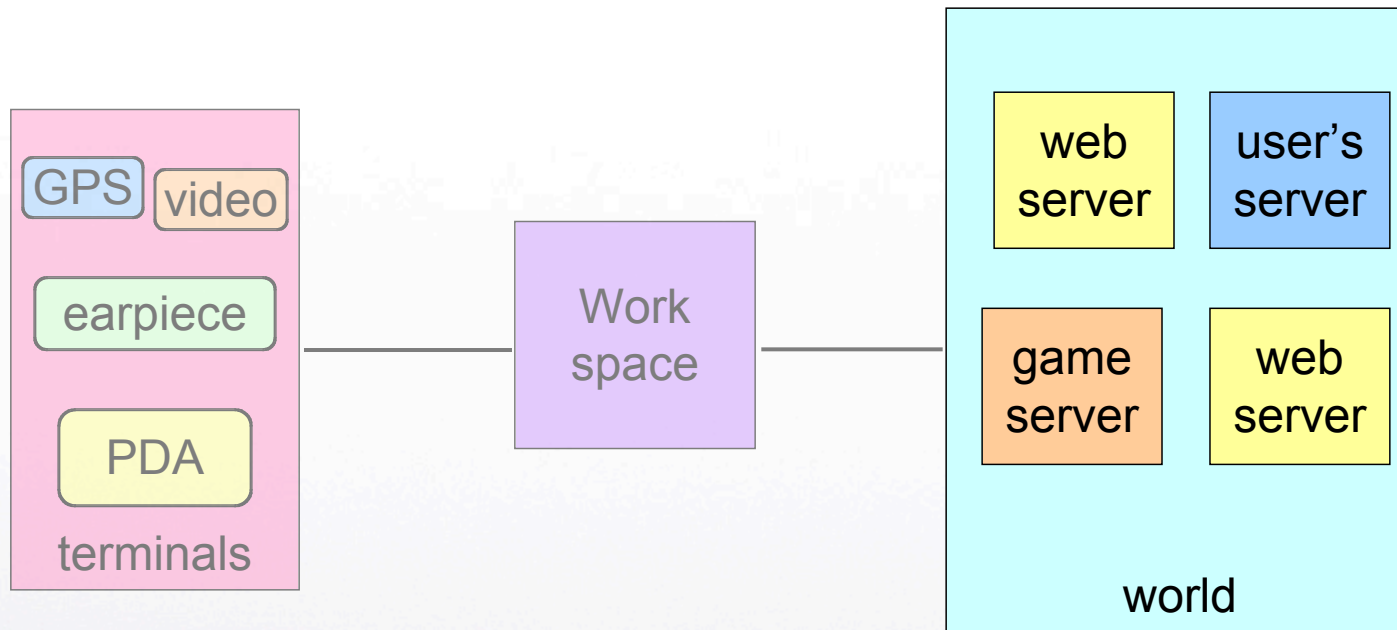 GPS
video
earpiece
PDA
terminals
Work
space
web
server
user’s
server
game
server
web
server
world